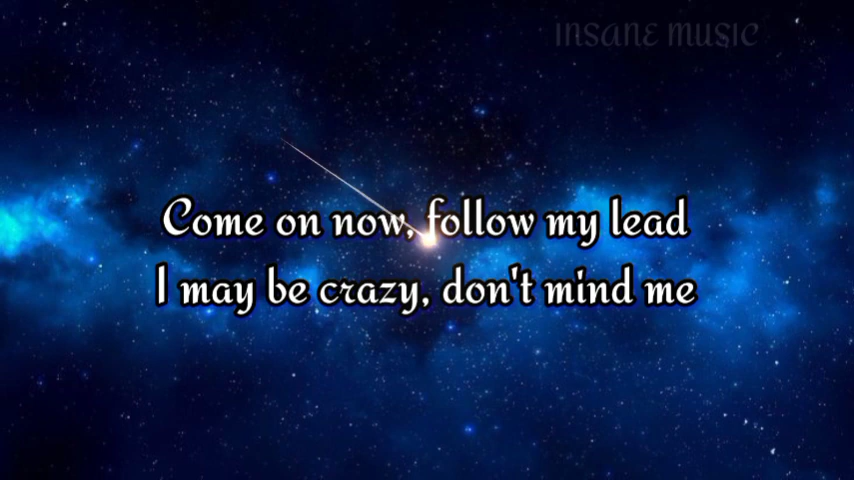 INSANE MUSIC
Come on now, follow my lead
I may be crazy, don't mind me